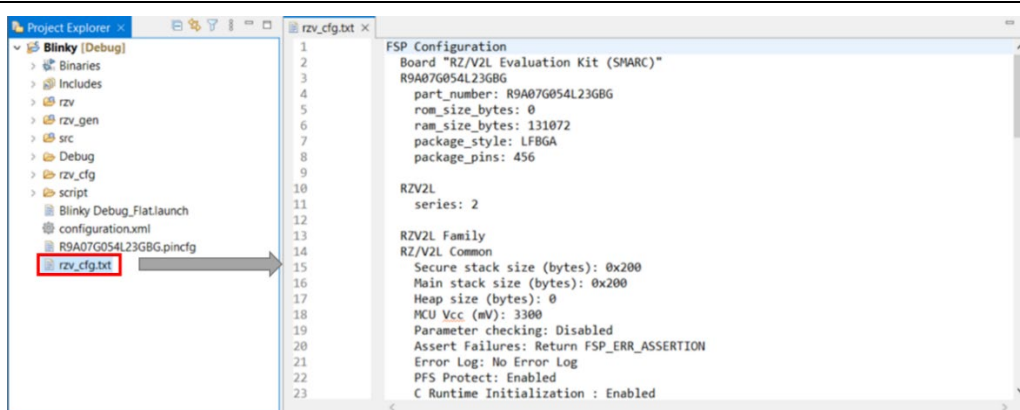 Project Explorer
Blinky [Debug]
Binaries
Includes
rzv
rzv_gen
src
Debug
rzv_cfg
script
Blinky Debug_Flat.launch
configuration.xml
R9A07G054L23GBG.pincfg
rzv_cfg.txt
rzv_cfg.txt
1 FSP Configuration
2 Board "RZ/V2L Evaluation Kit (SMARC)"
3 R9A07G054L23GBG
4 part_number: R9A07G054L23GBG
5 rom_size_bytes: 0
6 ram_size_bytes: 131072
7 package_style: LFBGA
8 package_pins: 456
9
10 RZV2L
11 series: 2
12
13 RZV2L Family
14 RZ/V2L Common
15 Secure stack size (bytes): 0x200
16 Main stack size (bytes): 0x200
17 Heap size (bytes): 0
18 MCU Vcc (mV): 3300
19 Parameter checking: Disabled
20 Assert Failures: Return FSP_ERR_ASSERTION
21 Error Log: No Error Log
22 PFS Protect: Enabled
23 C Runtime Initialization : Enabled